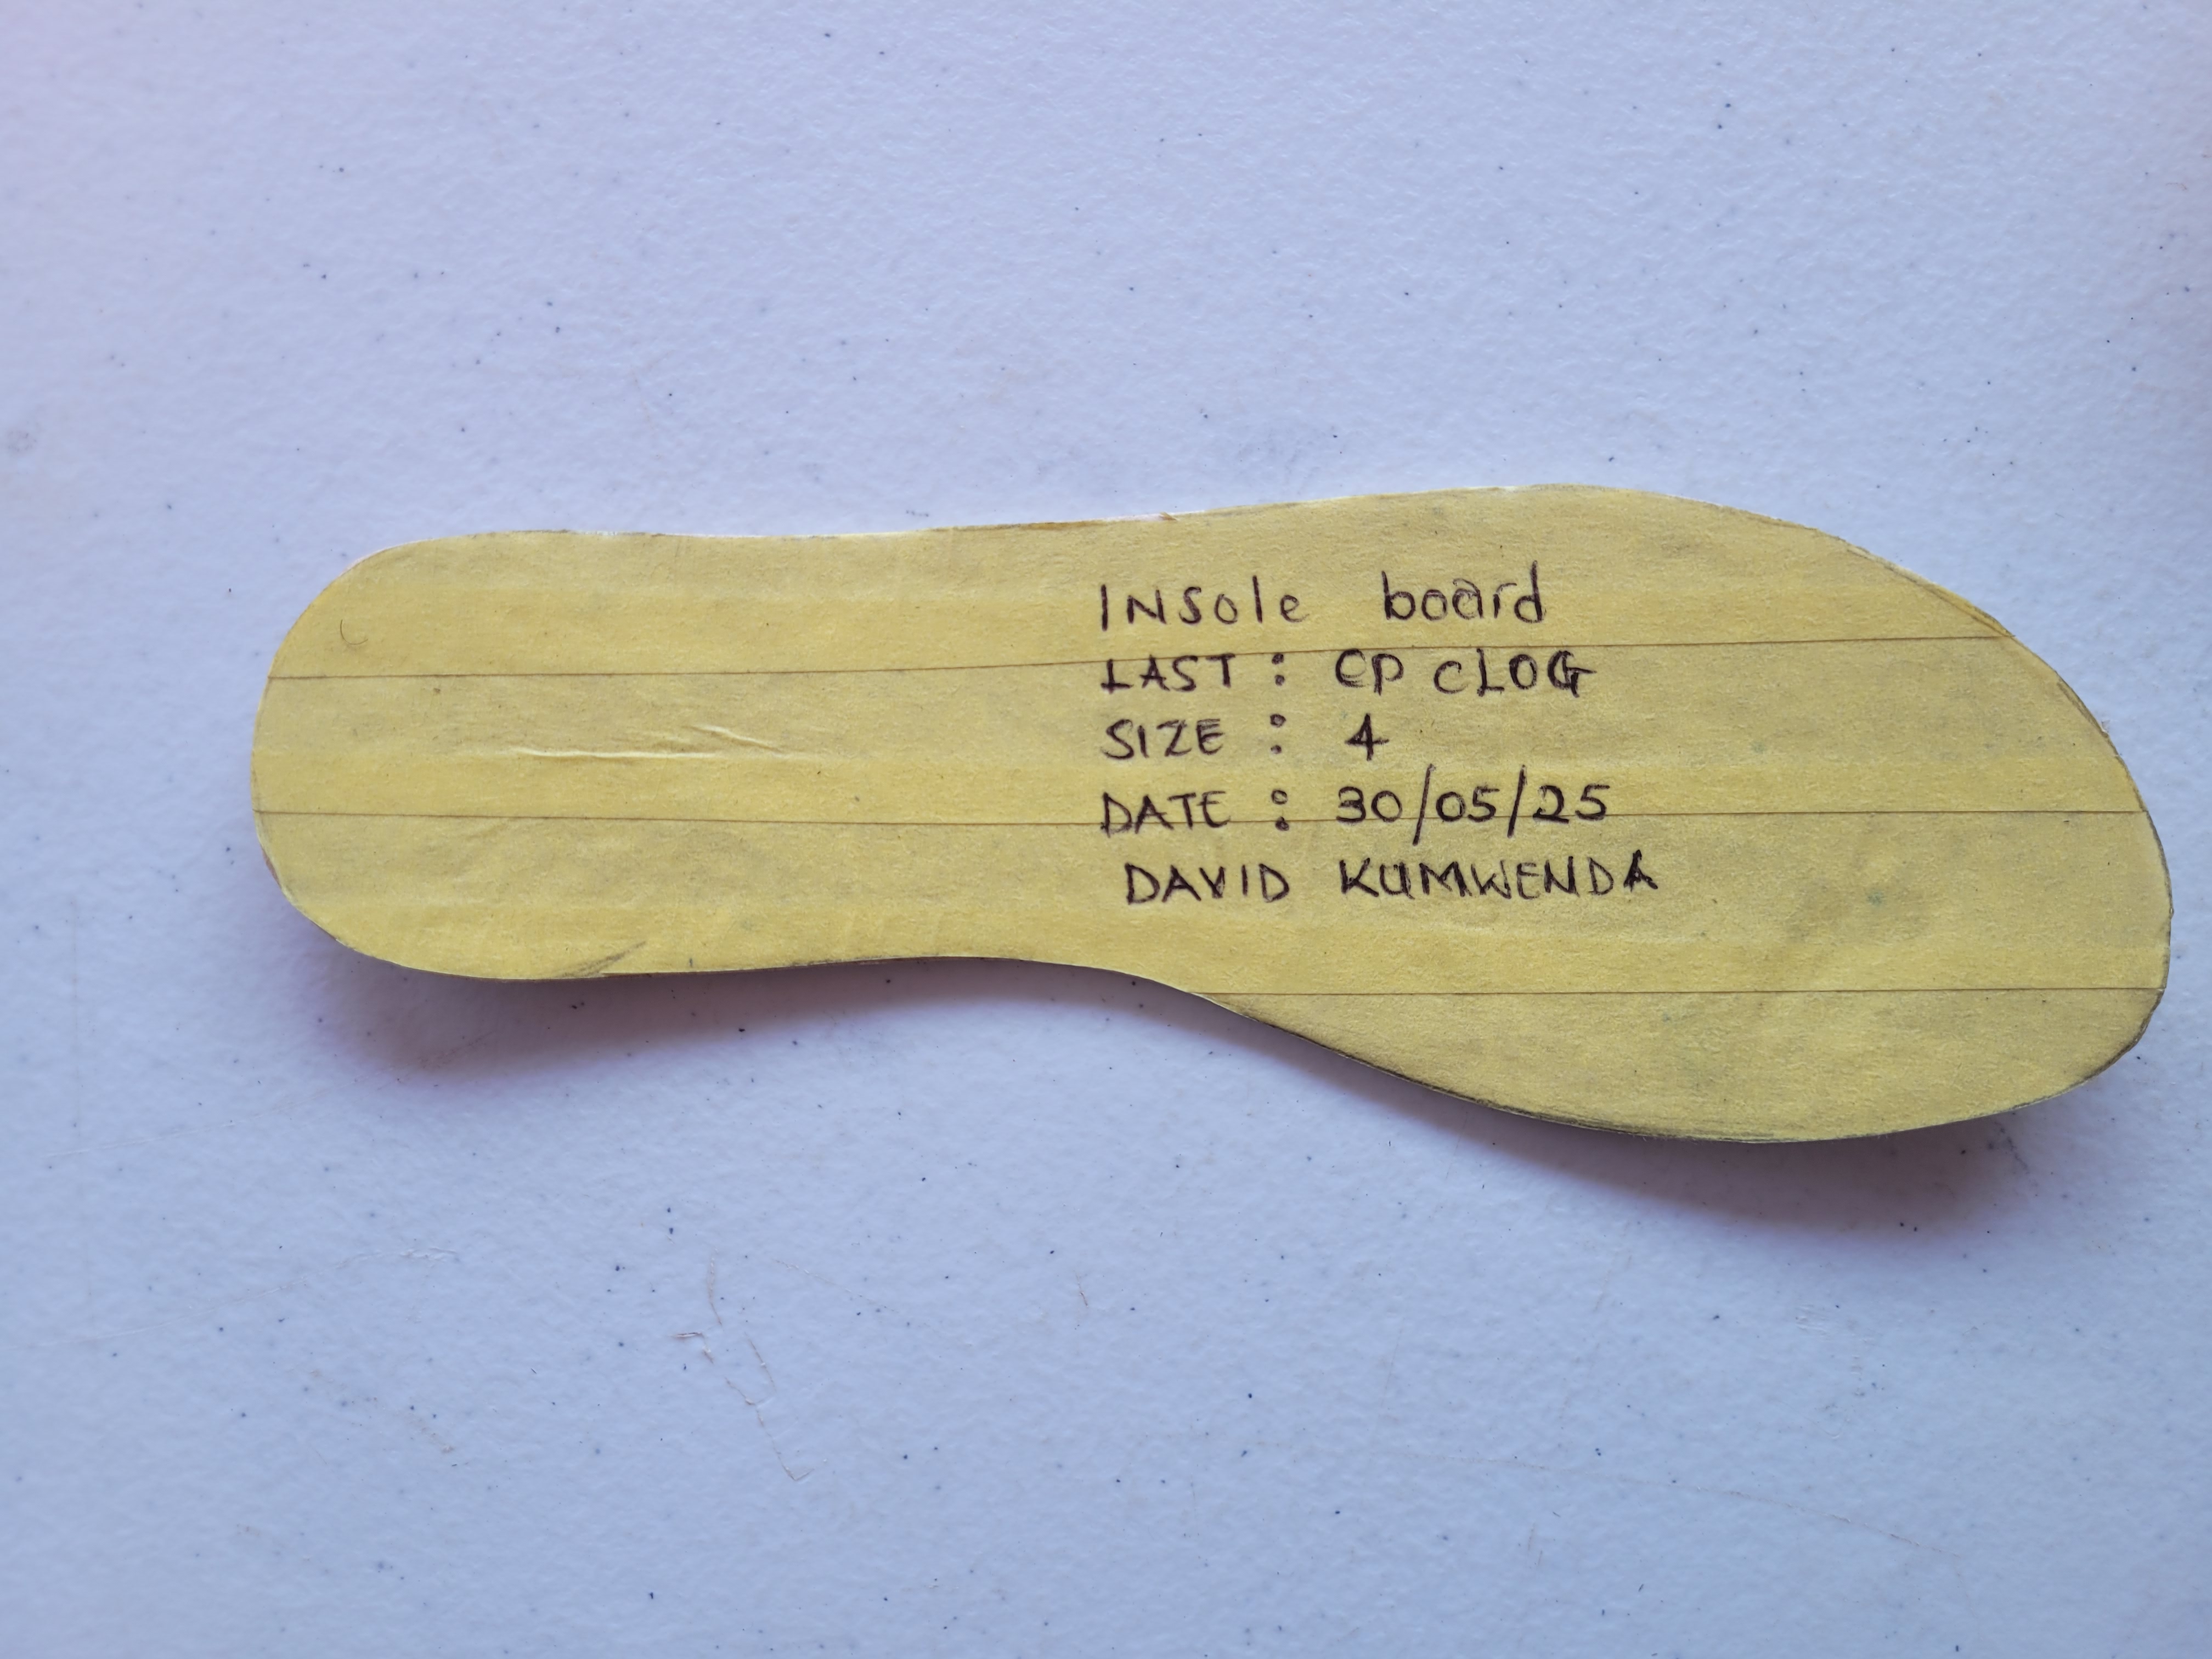 INSole board
LAST : CP CLOG
SIZE : 4
DATE : 30/05/25
DAVID KUMWENDA